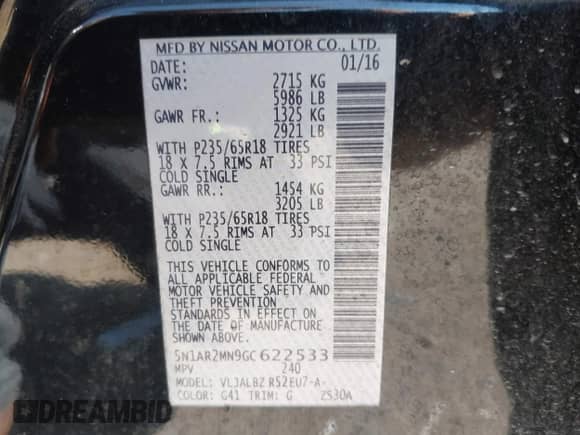 MFD BY NISSAN MOTOR CO., LTD.
DATE: 01/16
GVWR: 2715 KG
5986 LB
GAWR FR.: 1325 KG
2921 LB
WITH P235/65R18 TIRES
18 X 7.5 RIMS AT 33 PSI
COLD SINGLE
GAWR RR.: 1454 KG
3205 LB
WITH P235/65R18 TIRES
18 X 7.5 RIMS AT 33 PSI
COLD SINGLE
THIS VEHICLE CONFORMS TO
ALL APPLICABLE FEDERAL
MOTOR VEHICLE SAFETY AND
THEFT PREVENTION
STANDARDS IN EFFECT ON
THE DATE OF MANUFACTURE
SHOWN ABOVE.
5N1AR2MN9GC622533
MPV 240
MODEL: VLJALBZ R52EU7-A-
COLOR: G41 TRIM: G 2530A
DREAMBID